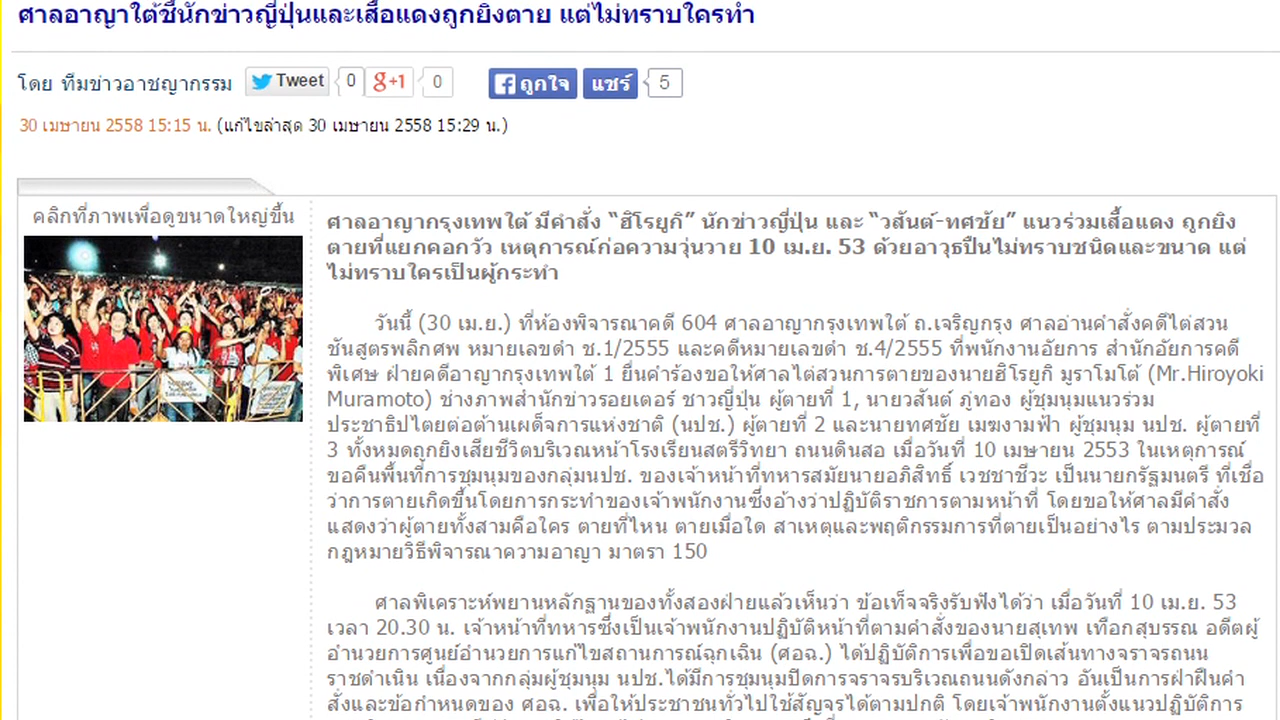 ศาลอาญาใต้ชี้นักข่าวญี่ปุ่นและเสื้อแดงถูกยิงตาย แต่ไม่ทราบใครทำ
โดย ทีมข่าวอาชญากรรม
Tweet 0
g+1 0
ถูกใจ แชร์ 5
30 เมษายน 2558 15:15 น. (แก้ไขล่าสุด 30 เมษายน 2558 15:29 น.)
คลิกที่ภาพเพื่อดูขนาดใหญ่ขึ้น
ศาลอาญากรุงเทพใต้ มีคำสั่ง “ฮิโรยูกิ” นักข่าวญี่ปุ่น และ “วสันต์-ทศชัย” แนวร่วมเสื้อแดง ถูกยิง
ตายที่แยกคอกวัว เหตุการณ์ก่อความวุ่นวาย 10 เม.ย. 53 ด้วยอาวุธปืนไม่ทราบชนิดและขนาด แต่
ไม่ทราบใครเป็นผู้กระทำ
วันนี้ (30 เม.ย.) ที่ห้องพิจารณาคดี 604 ศาลอาญากรุงเทพใต้ ถ.เจริญกรุง ศาลอ่านคำสั่งคดีไต่สวน
ชันสูตรพลิกศพ หมายเลขดำ ช.1/2555 และคดีหมายเลขดำ ช.4/2555 ที่พนักงานอัยการ สำนักอัยการคดี
พิเศษ ฝ่ายคดีอาญากรุงเทพใต้ 1 ยื่นคำร้องขอให้ศาลไต่สวนการตายของนายฮิโรยูกิ มูราโมโต้ (Mr.Hiroyoki
Muramoto) ช่างภาพสำนักข่าวรอยเตอร์ ชาวญี่ปุ่น ผู้ตายที่ 1, นายวสันต์ ภู่ทอง ผู้ชุมนุมแนวร่วม
ประชาธิปไตยต่อต้านเผด็จการแห่งชาติ (นปช.) ผู้ตายที่ 2 และนายทศชัย เมฆงามฟ้า ผู้ชุมนุม นปช. ผู้ตายที่
3 ทั้งหมดถูกยิงเสียชีวิตบริเวณหน้าโรงเรียนสตรีวิทยา ถนนดินสอ เมื่อวันที่ 10 เมษายน 2553 ในเหตุการณ์
ขอคืนพื้นที่การชุมนุมของกลุ่มนปช. ของเจ้าหน้าที่ทหารสมัยนายอภิสิทธิ์ เวชชาชีวะ เป็นนายกรัฐมนตรี ที่เชื่อ
ว่าการตายเกิดขึ้นโดยการกระทำของเจ้าพนักงานซึ่งอ้างว่าปฏิบัติราชการตามหน้าที่ โดยขอให้ศาลมีคำสั่ง
แสดงว่าผู้ตายทั้งสามคือใคร ตายที่ไหน ตายเมื่อใด สาเหตุและพฤติกรรมการที่ตายเป็นอย่างไร ตามประมวล
กฎหมายวิธีพิจารณาความอาญา มาตรา 150
ศาลพิเคราะห์พยานหลักฐานของทั้งสองฝ่ายแล้วเห็นว่า ข้อเท็จจริงรับฟังได้ว่า เมื่อวันที่ 10 เม.ย. 53
เวลา 20.30 น. เจ้าหน้าที่ทหารซึ่งเป็นเจ้าพนักงานปฏิบัติหน้าที่ตามคำสั่งของนายสุเทพ เทือกสุบรรณ อดีตผู้
อำนวยการศูนย์อำนวยการแก้ไขสถานการณ์ฉุกเฉิน (ศอฉ.) ได้ปฏิบัติการเพื่อขอเปิดเส้นทางจราจรถนน
ราชดำเนิน เนื่องจากกลุ่มผู้ชุมนุม นปช.ได้มีการชุมนุมปิดการจราจรบริเวณถนนดังกล่าว อันเป็นการฝ่าฝืนคำ
สั่งและข้อกำหนดของ ศอฉ. เพื่อให้ประชาชนทั่วไปใช้สัญจรได้ตามปกติ โดยเจ้าพนักงานตั้งแนวปฏิบัติการ